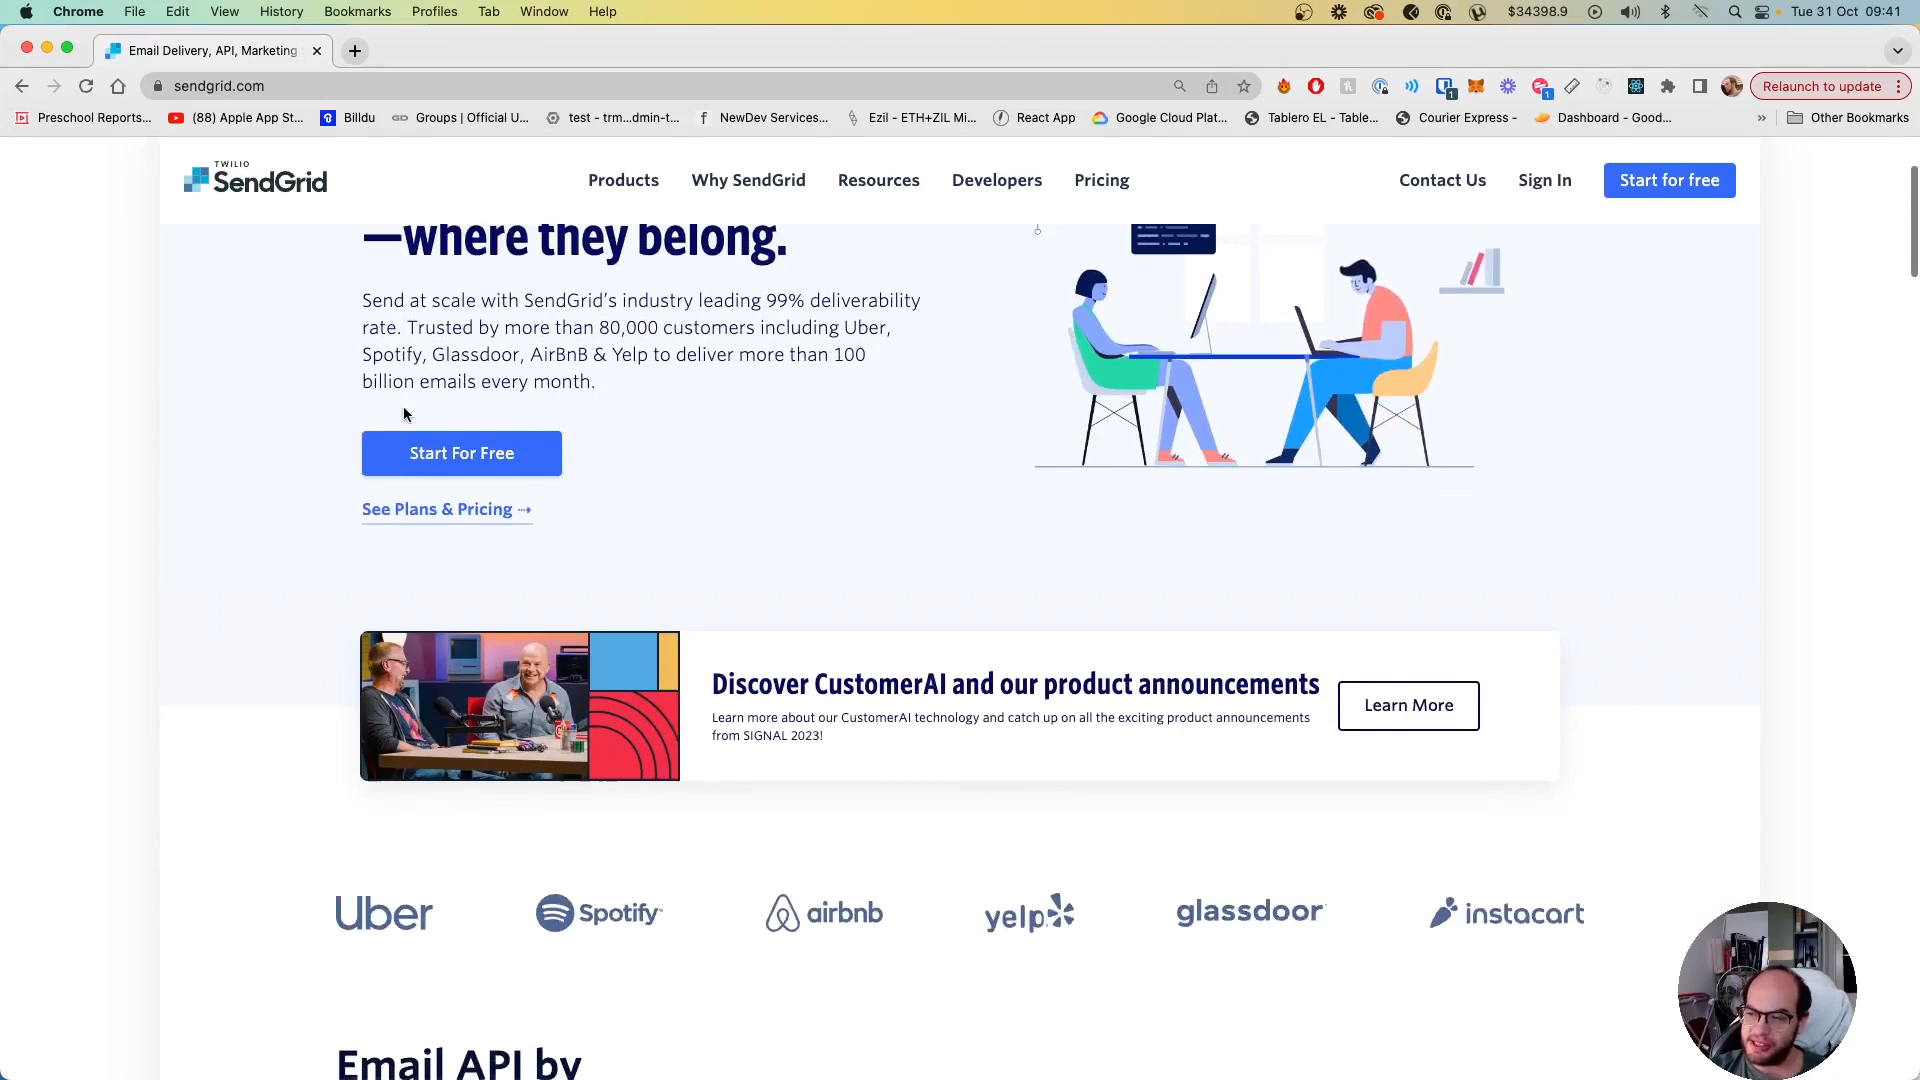 Chrome File Edit View History Bookmarks Profiles Tab Window Help $34398.9 Tue 31 Oct 09:41
Email Delivery, API, Marketing
sendgrid.com
Relaunch to update
Preschool Reports... (88) Apple App St... Billdu Groups | Official U... test - trm...dmin-t... NewDev Services... Ezil - ETH+ZIL Mi... React App Google Cloud Plat... Tablero EL - Table... Courier Express - Dashboard - Good... » Other Bookmarks
TWILIO
SendGrid
Products Why SendGrid Resources Developers Pricing Contact Us Sign In Start for free
—where they belong.
Send at scale with SendGrid’s industry leading 99% deliverability
rate. Trusted by more than 80,000 customers including Uber,
Spotify, Glassdoor, AirBnB & Yelp to deliver more than 100
billion emails every month.
Start For Free
See Plans & Pricing
Discover CustomerAI and our product announcements
Learn more about our CustomerAI technology and catch up on all the exciting product announcements
from SIGNAL 2023!
Learn More
Uber Spotify airbnb yelp glassdoor instacart
Email API by